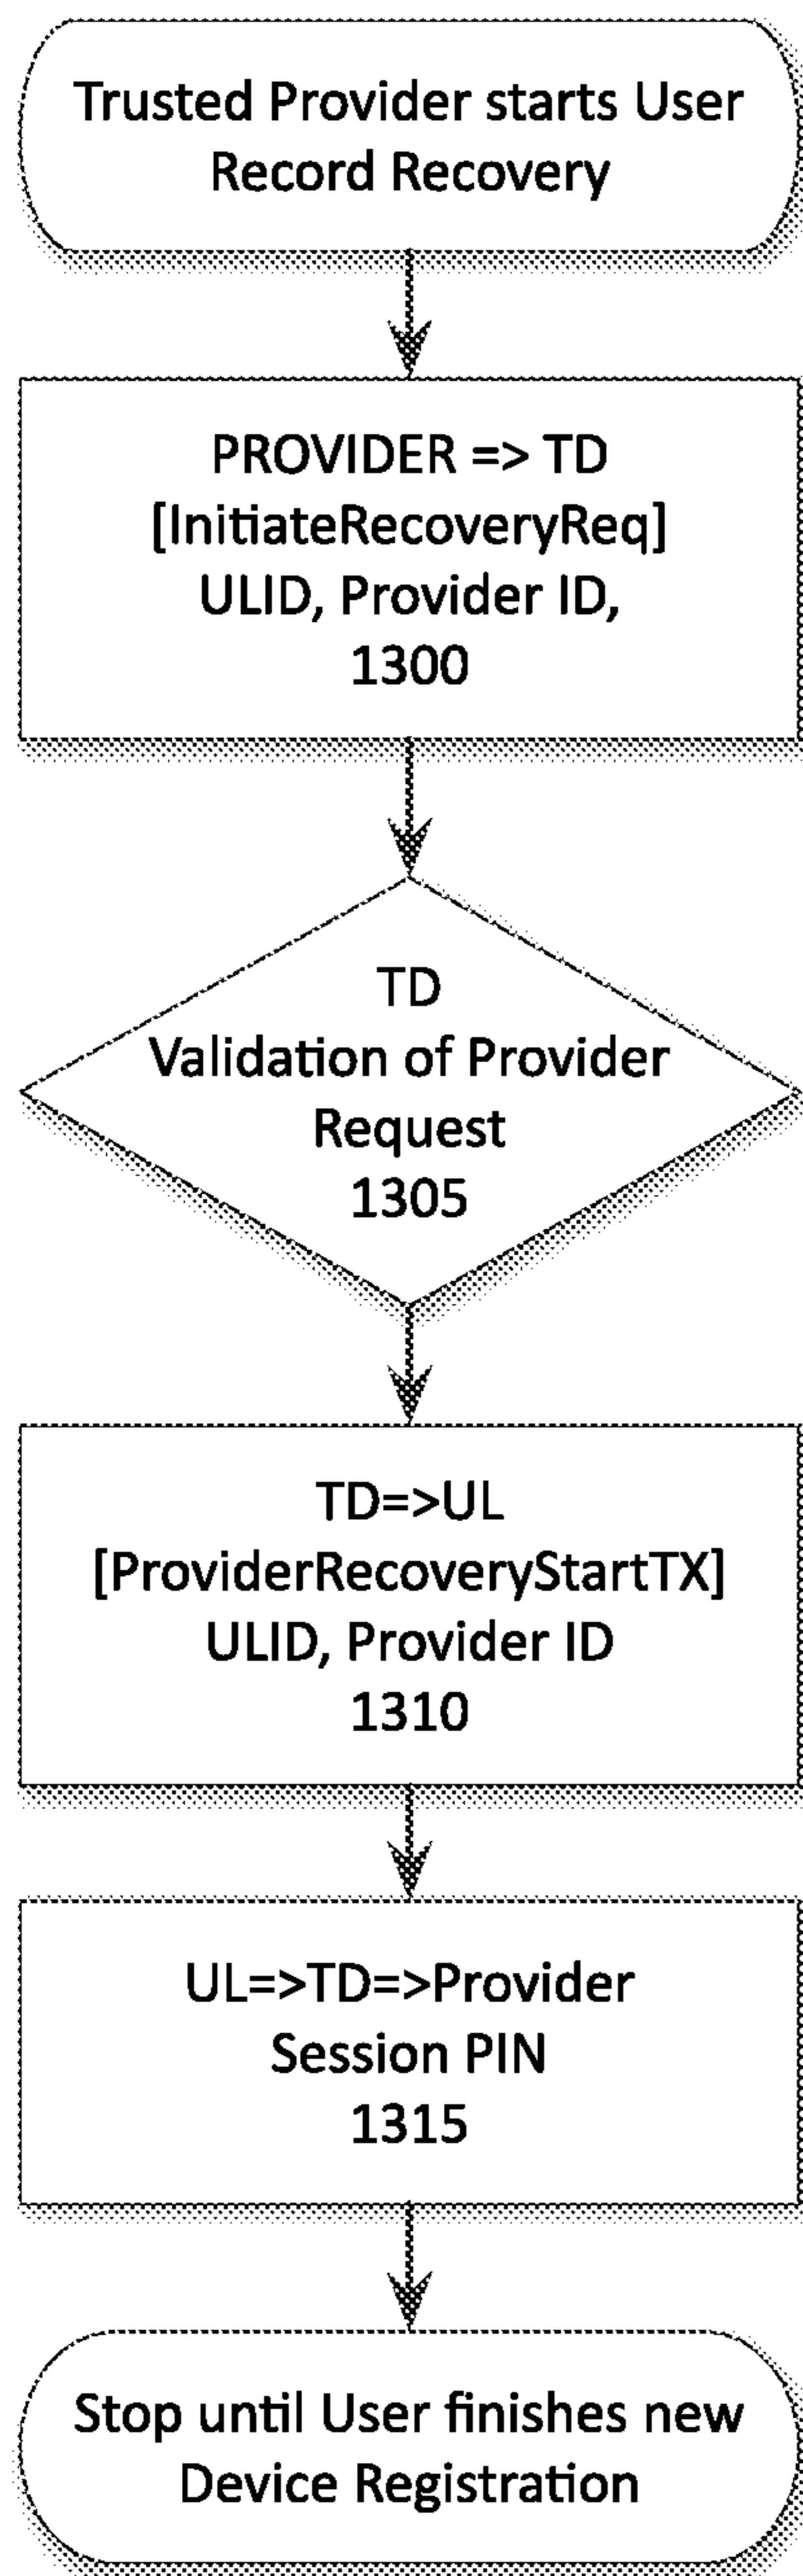 Trusted Provider starts User
Record Recovery
PROVIDER => TD
[InitiateRecoveryReq]
ULID, Provider ID,
1300
TD
Validation of Provider
Request
1305
TD=>UL
[ProviderRecoveryStartTX]
ULID, Provider ID
1310
UL=>TD=>Provider
Session PIN
1315
Stop until User finishes new
Device Registration